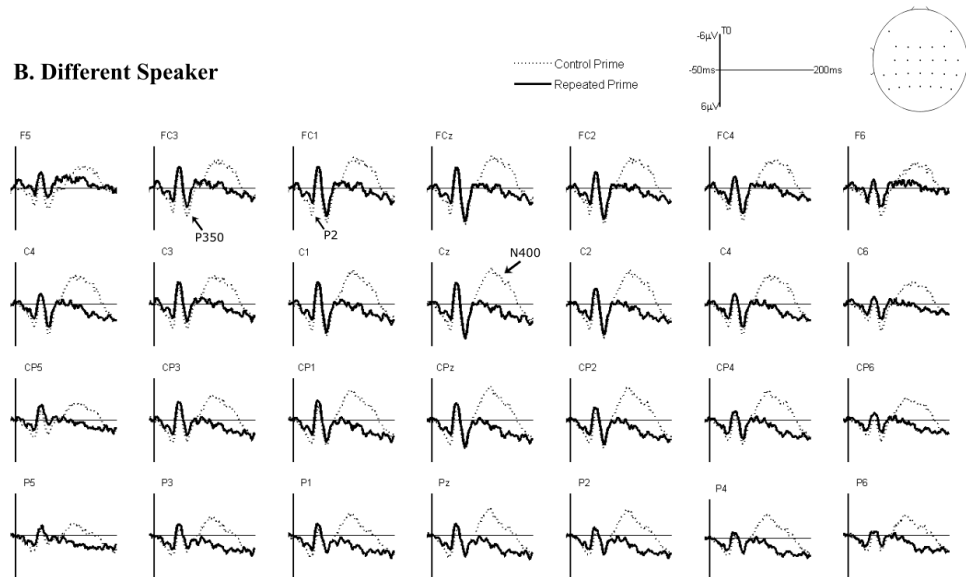 -6μV T0
B. Different Speaker
Control Prime
-50ms 200ms
Repeated Prime
6μV
F5 FC3 FC1 FCz FC2 FC4 F6
P350 P2
C4 C3 C1 Cz C2 C4 C6
N400
CP5 CP3 CP1 CPz CP2 CP4 CP6
P5 P3 P1 Pz P2 P4 P6